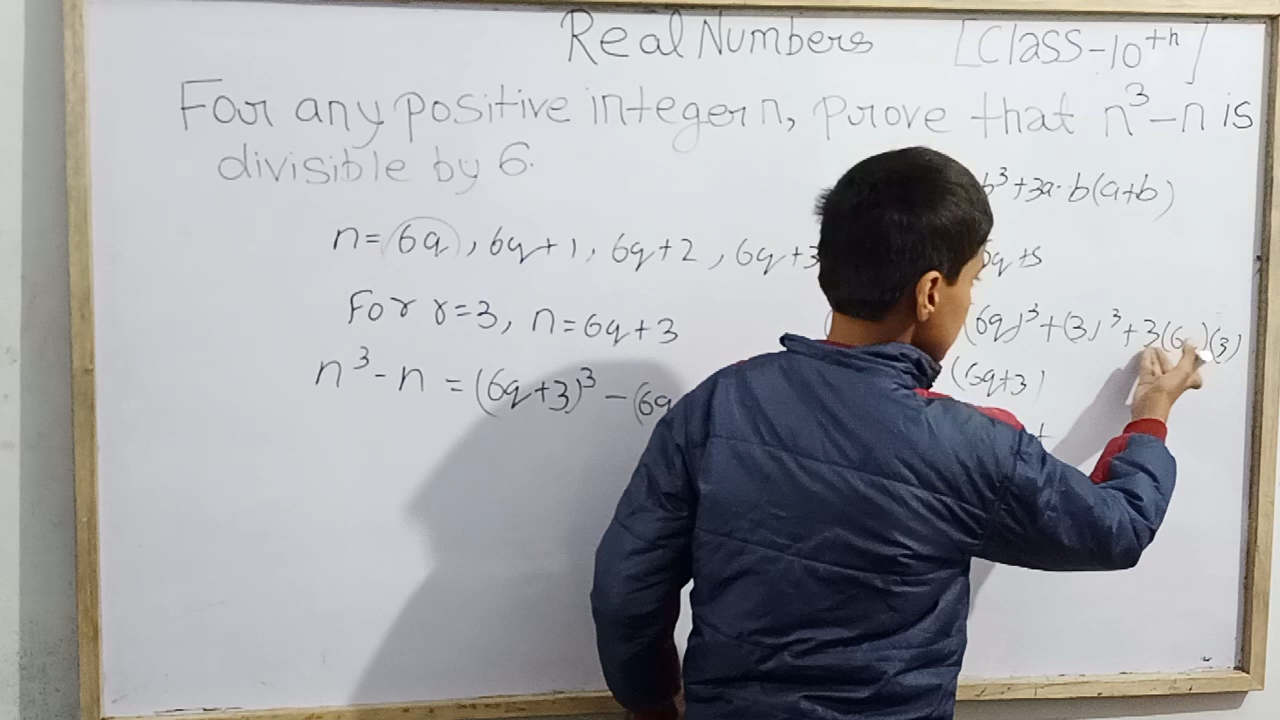 Real Numbers [Class-10th]
For any positive integer n, prove that n³-n is
divisible by 6.
b³+3a·b(a+b)
n=6q, 6q+1, 6q+2, 6q+3
6q+5
For r=3, n=6q+3
(6q)³+(3)³+3(6q)(3)
n³-n=(6q+3)³-(6q
(6q+3)